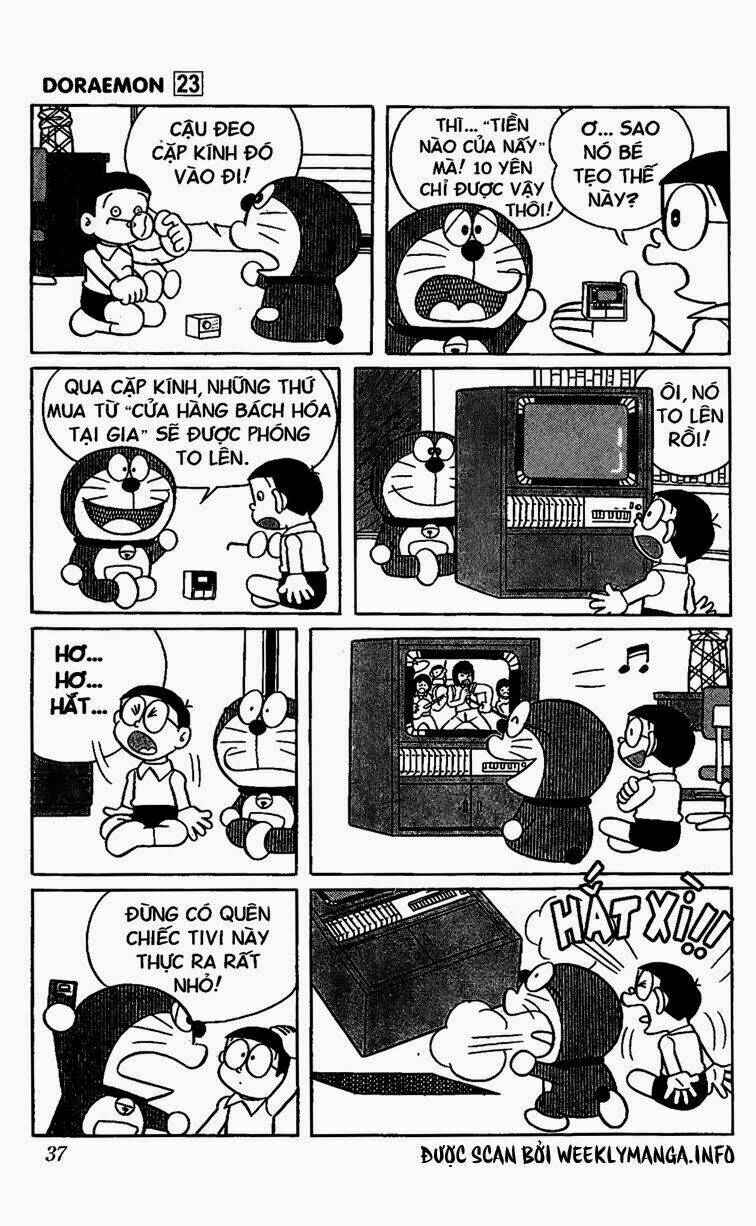 DORAEMON 23
Ơ... SAO
NÓ BÉ
TẸO THẾ
NÀY?
THÌ... "TIỀN
NÀO CỦA NẤY"
MÀ! 10 YÊN
CHỈ ĐƯỢC VẬY
THÔI!
CẬU ĐEO
CẶP KÍNH ĐÓ
VÀO ĐI!
ÔI, NÓ
TO LÊN
RỒI!
QUA CẶP KÍNH, NHỮNG THỨ
MUA TỪ "CỬA HÀNG BÁCH HÓA
TẠI GIA" SẼ ĐƯỢC PHÓNG
TO LÊN.
HƠ...
HƠ...
HẮT...
HẮT XÌ!!
ĐỪNG CÓ QUÊN
CHIẾC TIVI NÀY
THỰC RA RẤT
NHỎ!
37
ĐƯỢC SCAN BỞI WEEKLYMANGA.INFO